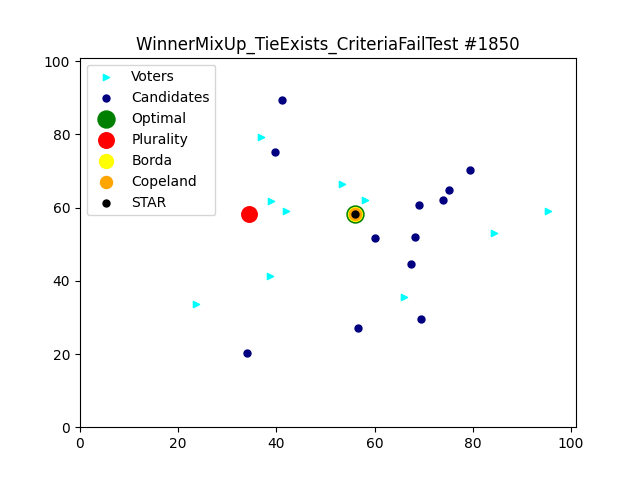 WinnerMixUp_TieExists_CriteriaFailTest #1850
Voters
Candidates
Optimal
Plurality
Borda
Copeland
STAR
100
80
60
40
20
0
0 20 40 60 80 100